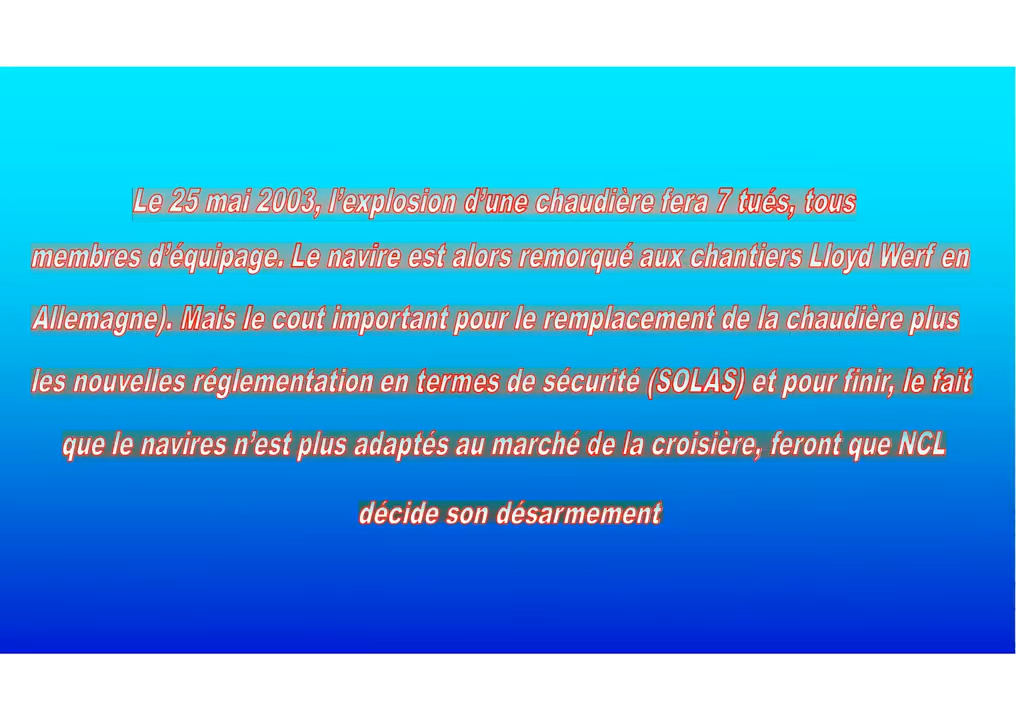 Le 25 mai 2003, l’explosion d’une chaudière fera 7 tués, tous
membres d’équipage. Le navire est alors remorqué aux chantiers Lloyd Werf en
Allemagne). Mais le cout important pour le remplacement de la chaudière plus
les nouvelles réglementation en termes de sécurité (SOLAS) et pour finir, le fait
que le navires n’est plus adaptés au marché de la croisière, feront que NCL
décide son désarmement